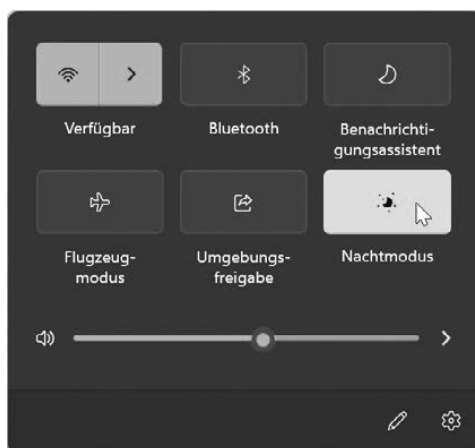 Verfügbar
Bluetooth
Benachrichti-
gungsassistent
Flugzeug-
modus
Umgebungs-
freigabe
Nachtmodus